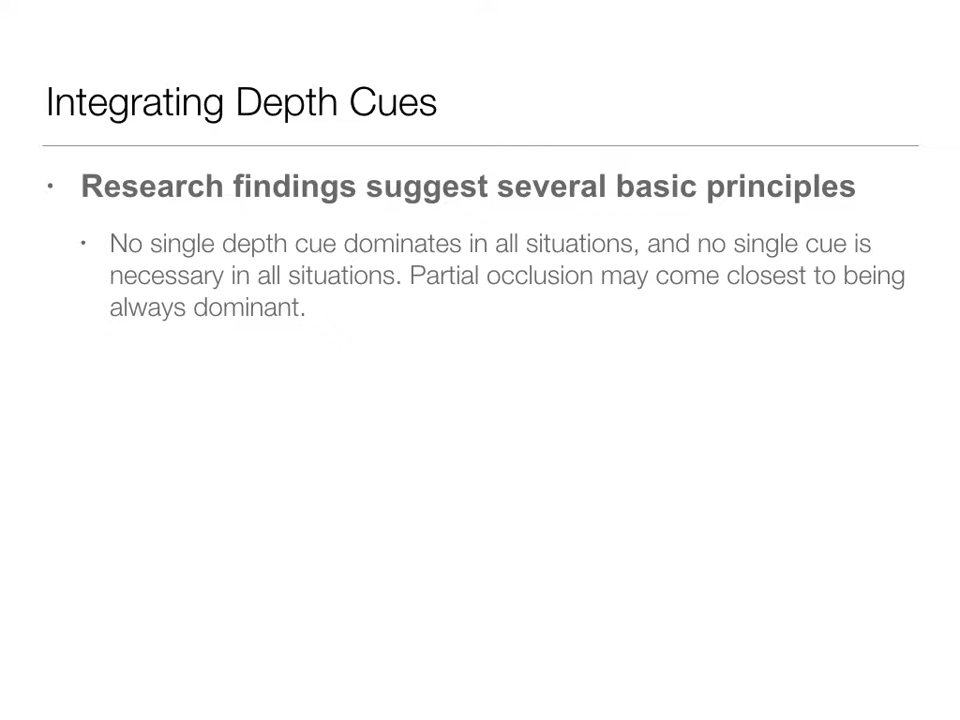 Integrating Depth Cues
• Research findings suggest several basic principles
• No single depth cue dominates in all situations, and no single cue is
necessary in all situations. Partial occlusion may come closest to being
always dominant.